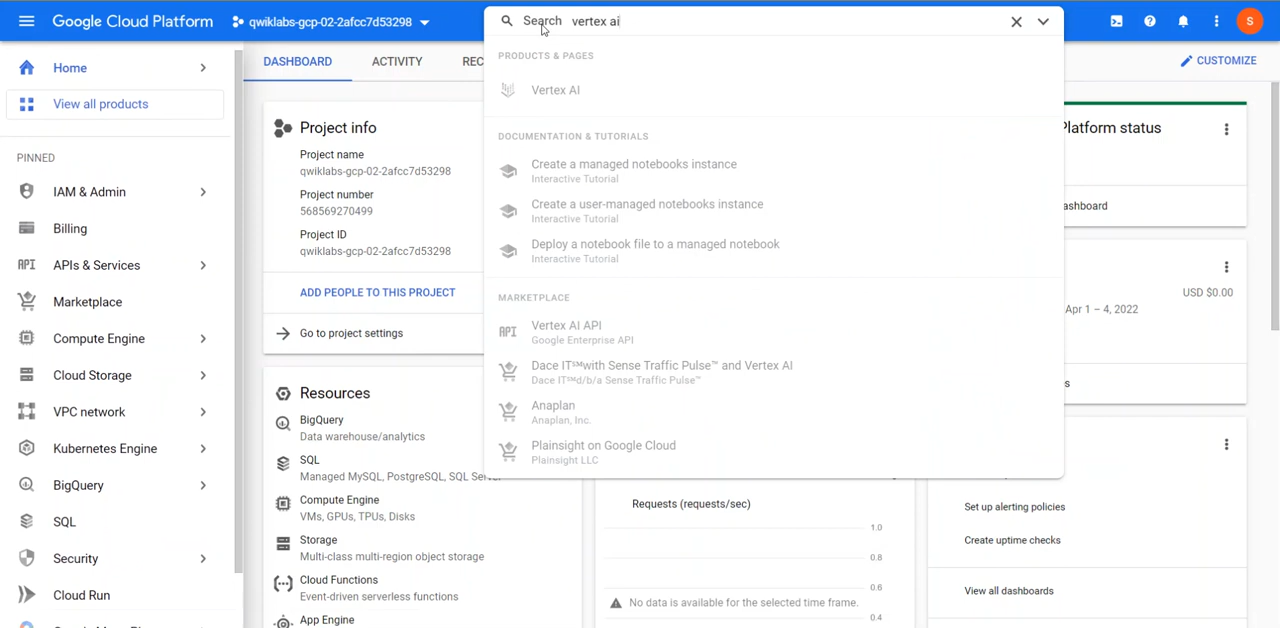 Google Cloud Platform
qwiklabs-gcp-02-2afcc7d53298
Search vertex ai
S
Home
View all products
PINNED
IAM & Admin
Billing
API APIs & Services
Marketplace
Compute Engine
Cloud Storage
VPC network
Kubernetes Engine
BigQuery
SQL
Security
Cloud Run
DASHBOARD
ACTIVITY
REC
CUSTOMIZE
Project info
Project name
qwiklabs-gcp-02-2afcc7d53298
Project number
568569270499
Project ID
qwiklabs-gcp-02-2afcc7d53298
ADD PEOPLE TO THIS PROJECT
Go to project settings
Resources
BigQuery
Data warehouse/analytics
SQL
Managed MySQL, PostgreSQL, SQL Server
Compute Engine
VMs, GPUs, TPUs, Disks
Storage
Multi-class multi-region object storage
Cloud Functions
Event-driven serverless functions
App Engine
PRODUCTS & PAGES
Vertex AI
DOCUMENTATION & TUTORIALS
Create a managed notebooks instance
Interactive Tutorial
Create a user-managed notebooks instance
Interactive Tutorial
Deploy a notebook file to a managed notebook
Interactive Tutorial
MARKETPLACE
API Vertex AI API
Google Enterprise API
Dace IT℠with Sense Traffic Pulse™ and Vertex AI
Dace IT℠d/b/a Sense Traffic Pulse™
Anaplan
Anaplan, Inc.
Plainsight on Google Cloud
Plainsight LLC
Requests (requests/sec)
1.0
0.8
0.6
No data is available for the selected time frame.
0.4
Platform status
ashboard
USD $0.00
Apr 1 – 4, 2022
s
Set up alerting policies
Create uptime checks
View all dashboards